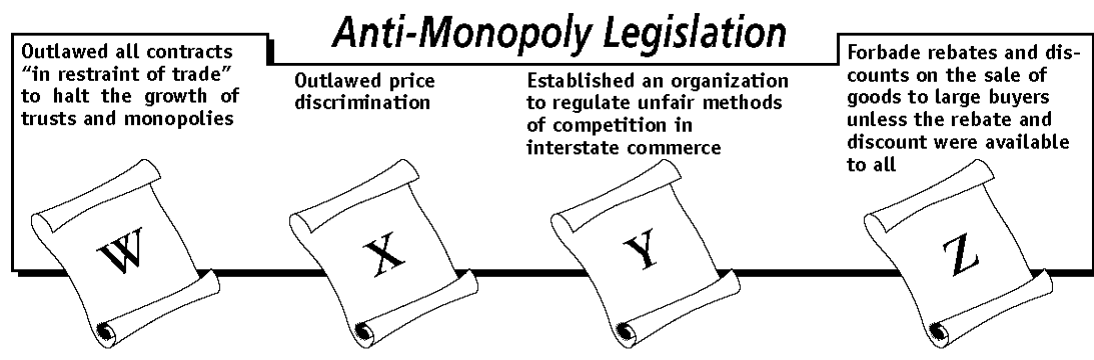 Anti-Monopoly Legislation
Outlawed all contracts
“in restraint of trade”
to halt the growth of
trusts and monopolies
Outlawed price
discrimination
Established an organization
to regulate unfair methods
of competition in
interstate commerce
Forbade rebates and dis-
counts on the sale of
goods to large buyers
unless the rebate and
discount were available
to all
W
X
Y
Z